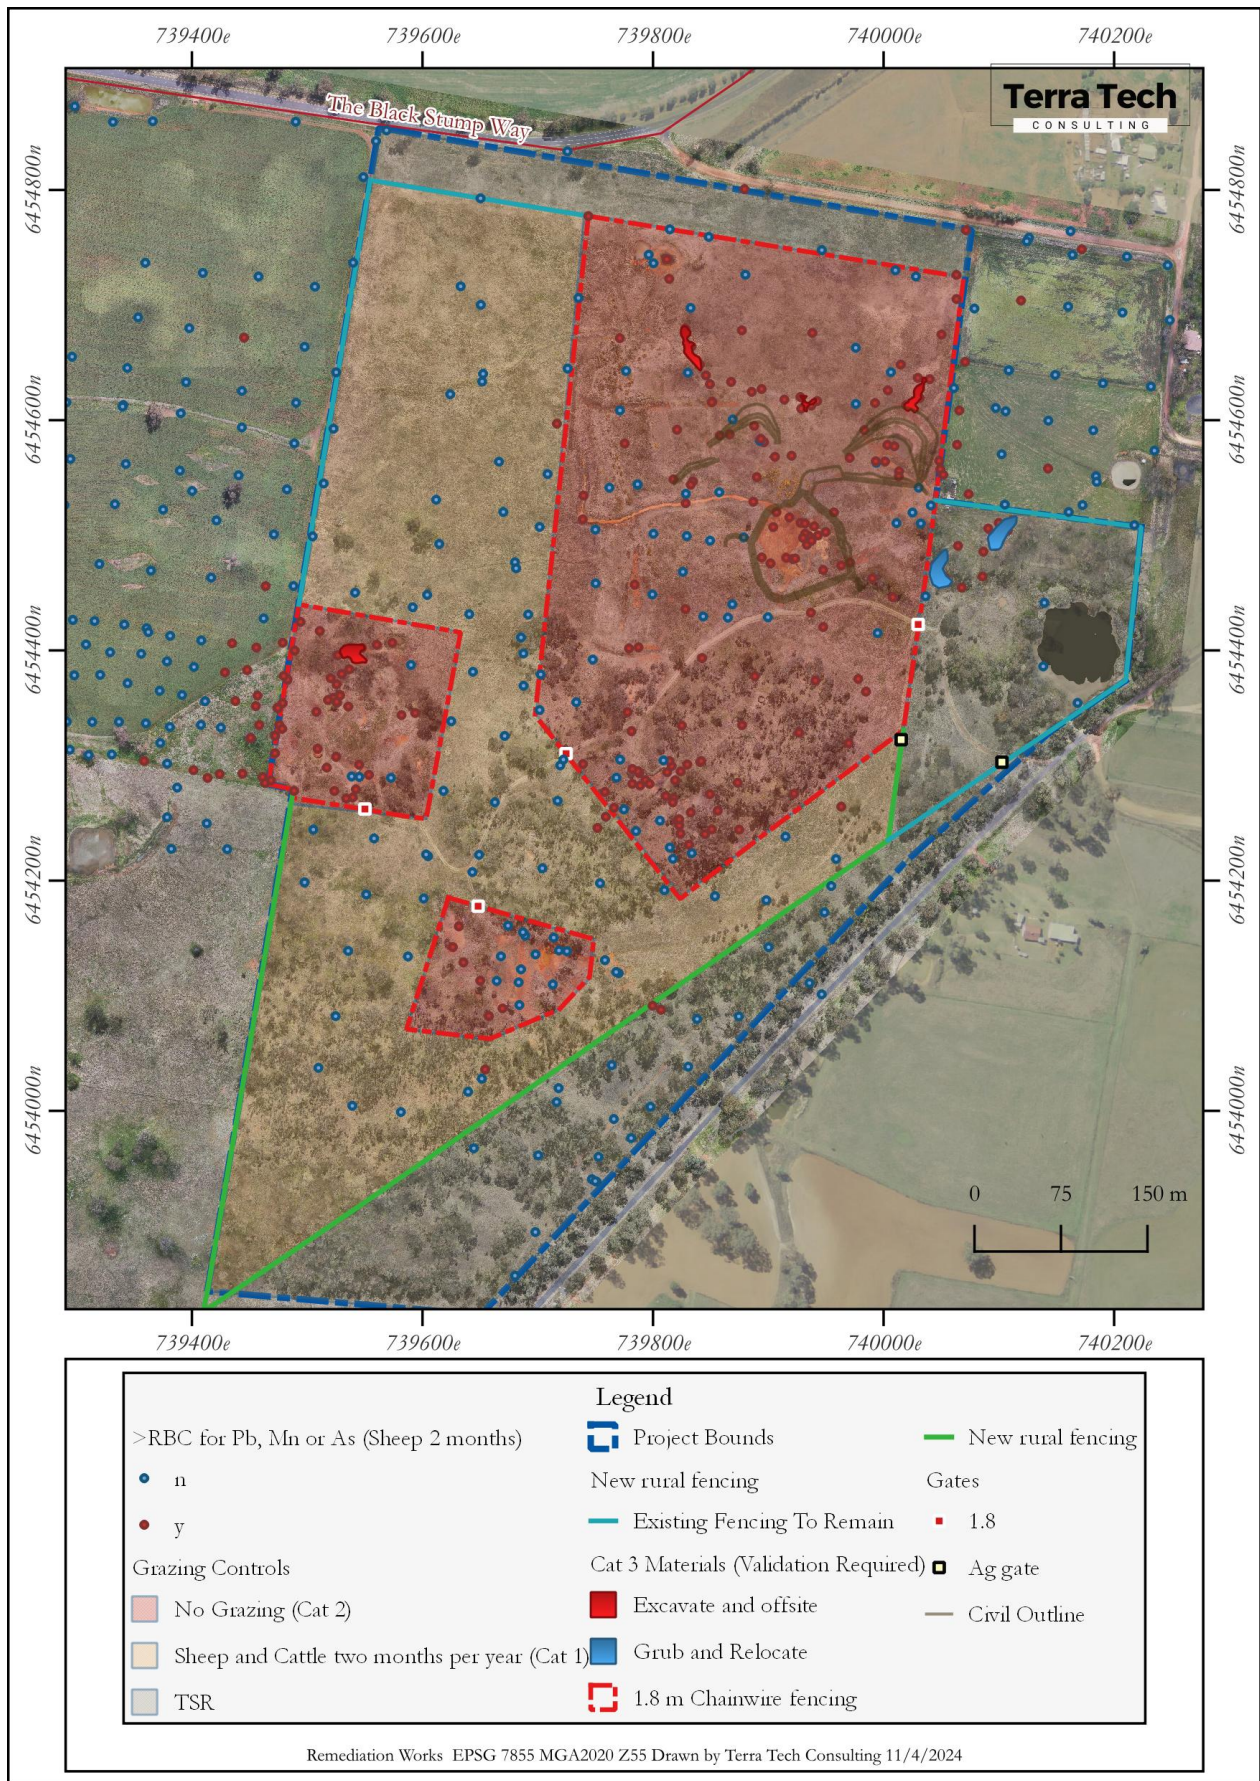 739400e 739600e 739800e 740000e 740200e
Terra Tech
CONSULTING
The Black Stump Way
6454800n 6454800n
6454600n 6454600n
6454400n 6454400n
6454200n 6454200n
6454000n 6454000n
0 75 150 m
739400e 739600e 739800e 740000e 740200e
Legend
>RBC for Pb, Mn or As (Sheep 2 months)
n
y
Grazing Controls
No Grazing (Cat 2)
Sheep and Cattle two months per year (Cat 1)
TSR
Project Bounds
New rural fencing
Existing Fencing To Remain
Cat 3 Materials (Validation Required)
Excavate and offsite
Grub and Relocate
1.8 m Chainwire fencing
New rural fencing
Gates
1.8
Ag gate
Civil Outline
Remediation Works EPSG 7855 MGA2020 Z55 Drawn by Terra Tech Consulting 11/4/2024